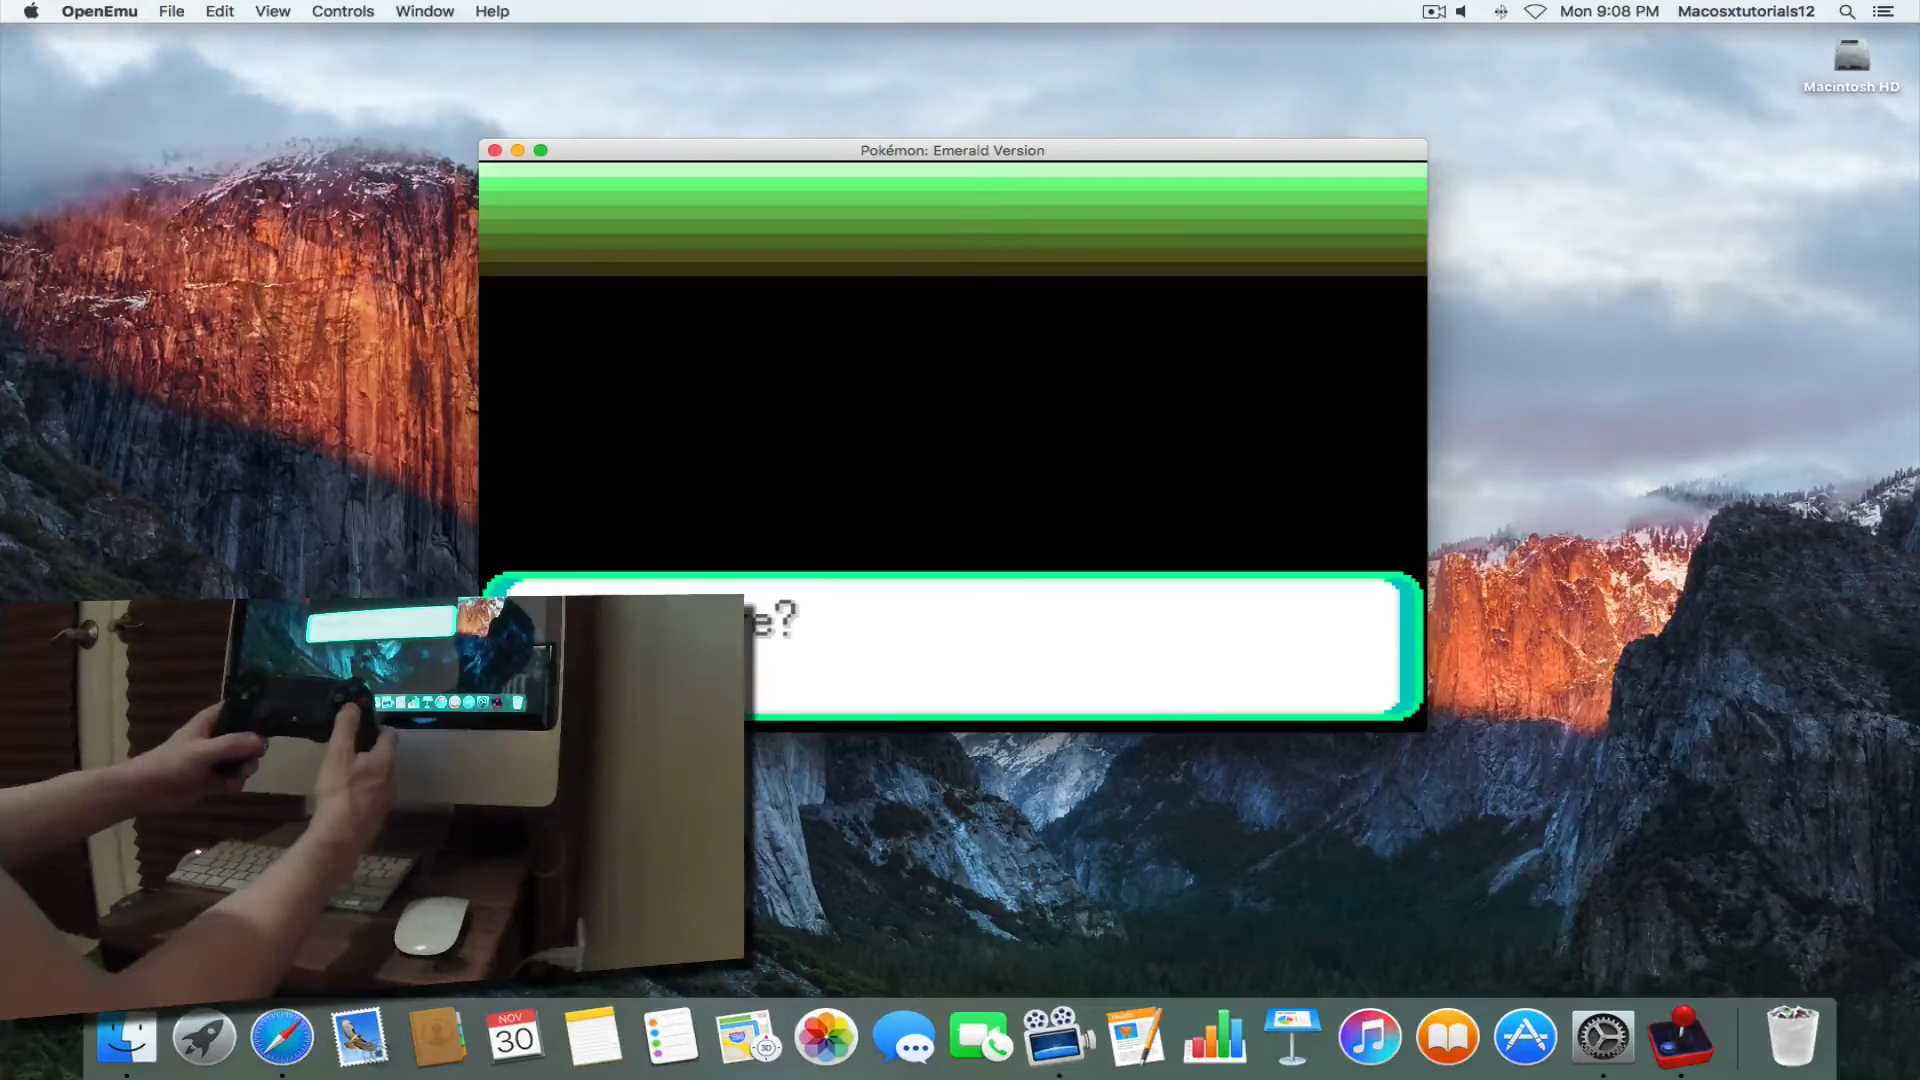 OpenEmu File Edit View Controls Window Help Mon 9:08 PM Macosxtutorials12
Macintosh HD
Pokémon: Emerald Version
e?
NOV
30
3D